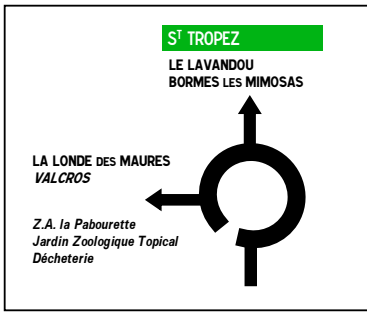 Sᵀ TROPEZ
LE LAVANDOU
BORMES LES MIMOSAS
LA LONDE DES MAURES
VALCROS
Z.A. la Pabourette
Jardin Zoologique Topical
Décheterie